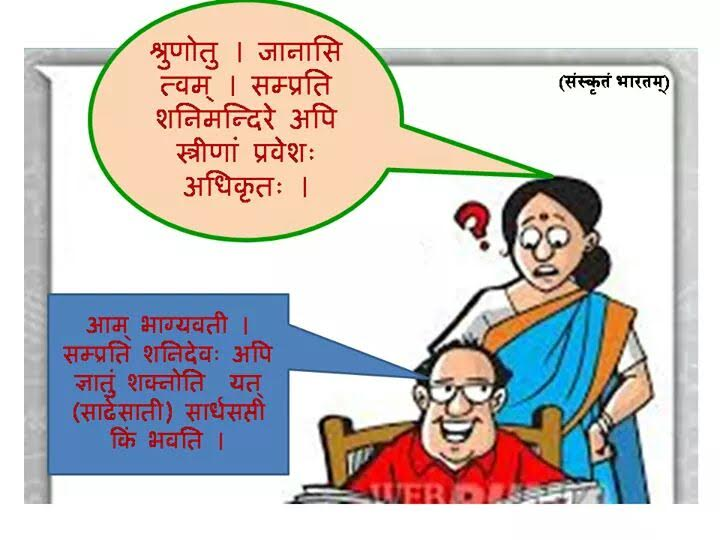 (संस्कृतं भारतम्)
श्रुणोतु । जानासि
त्वम् । सम्प्रति
शनिमन्दिरे अपि
स्त्रीणां प्रवेशः
अधिकृतः ।
आम् भाग्यवती ।
सम्प्रति शनिदेवः अपि
ज्ञातुं शक्नोति यत्
(साढेसाती) सार्धसप्ती
किं भवति ।